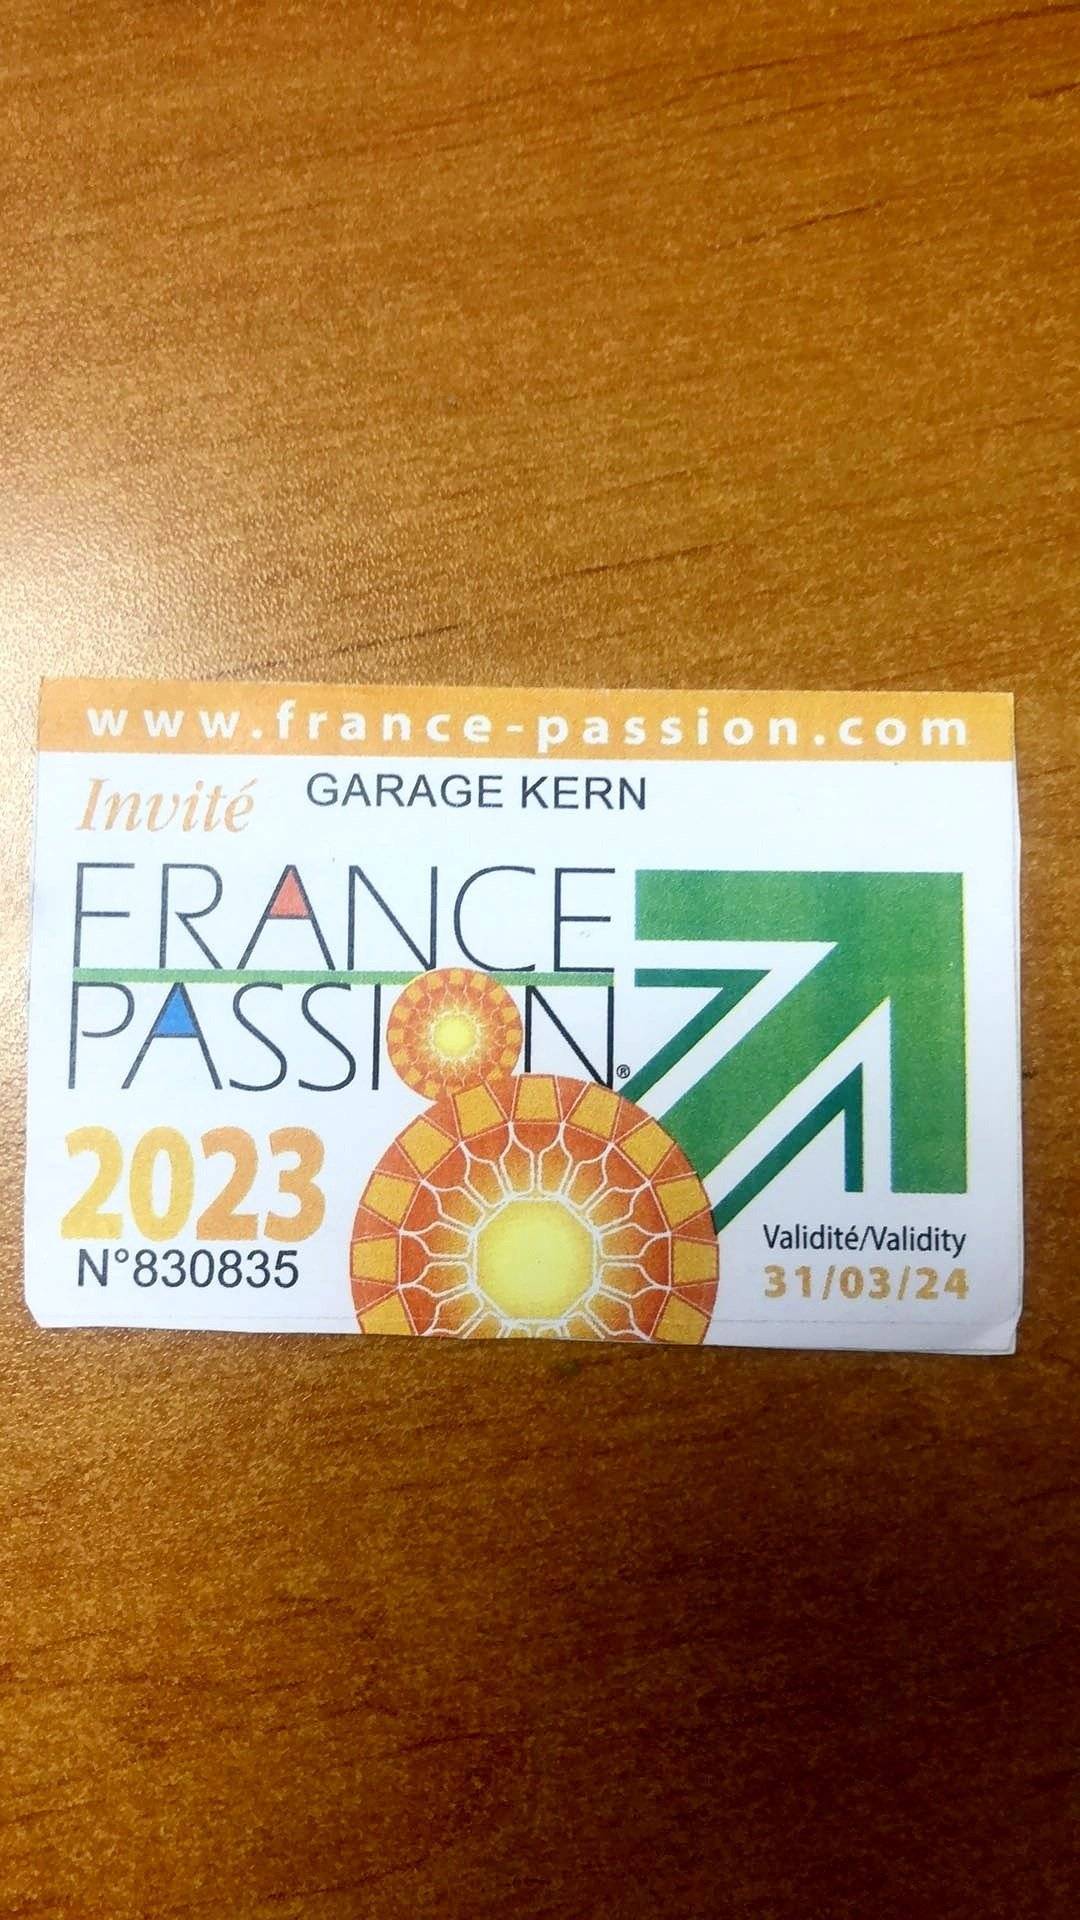 www.france-passion.com
Invité GARAGE KERN
FRANCE
PASSION®
2023
N°830835
Validité/Validity
31/03/24